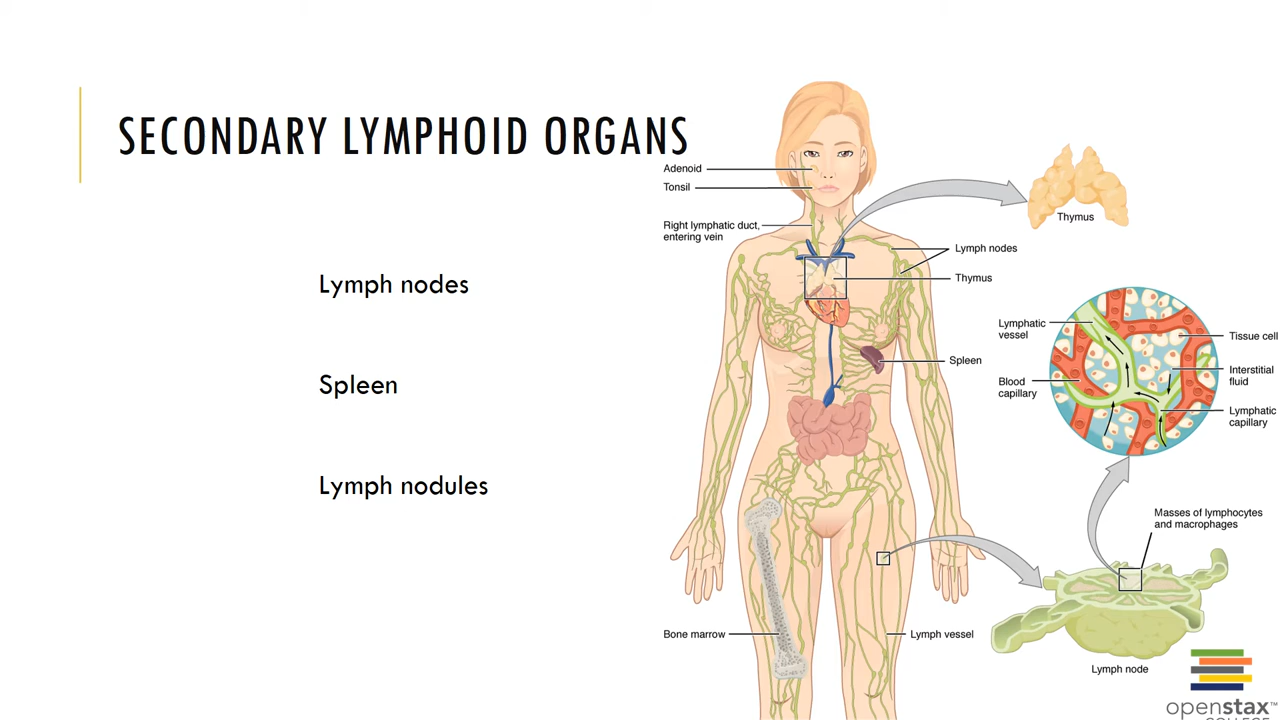 SECONDARY LYMPHOID ORGANS
Lymph nodes
Spleen
Lymph nodules
Adenoid
Tonsil
Right lymphatic duct,
entering vein
Thymus
Lymph nodes
Thymus
Spleen
Lymphatic
vessel
Blood
capillary
Tissue cell
Interstitial
fluid
Lymphatic
capillary
Masses of lymphocytes
and macrophages
Bone marrow
Lymph vessel
Lymph node
openstax™
COLLEGE